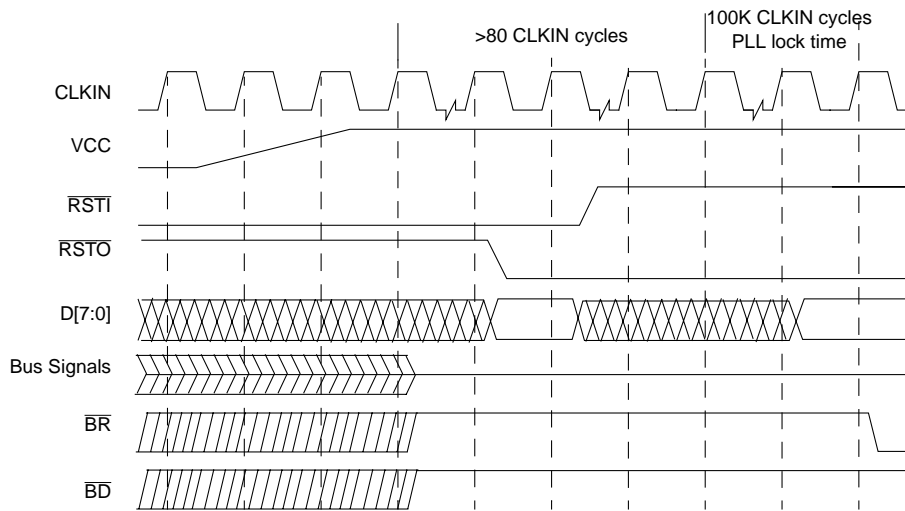 >80 CLKIN cycles
100K CLKIN cycles
PLL lock time
CLKIN
VCC
RSTI
RSTO
D[7:0]
Bus Signals
BR
BD